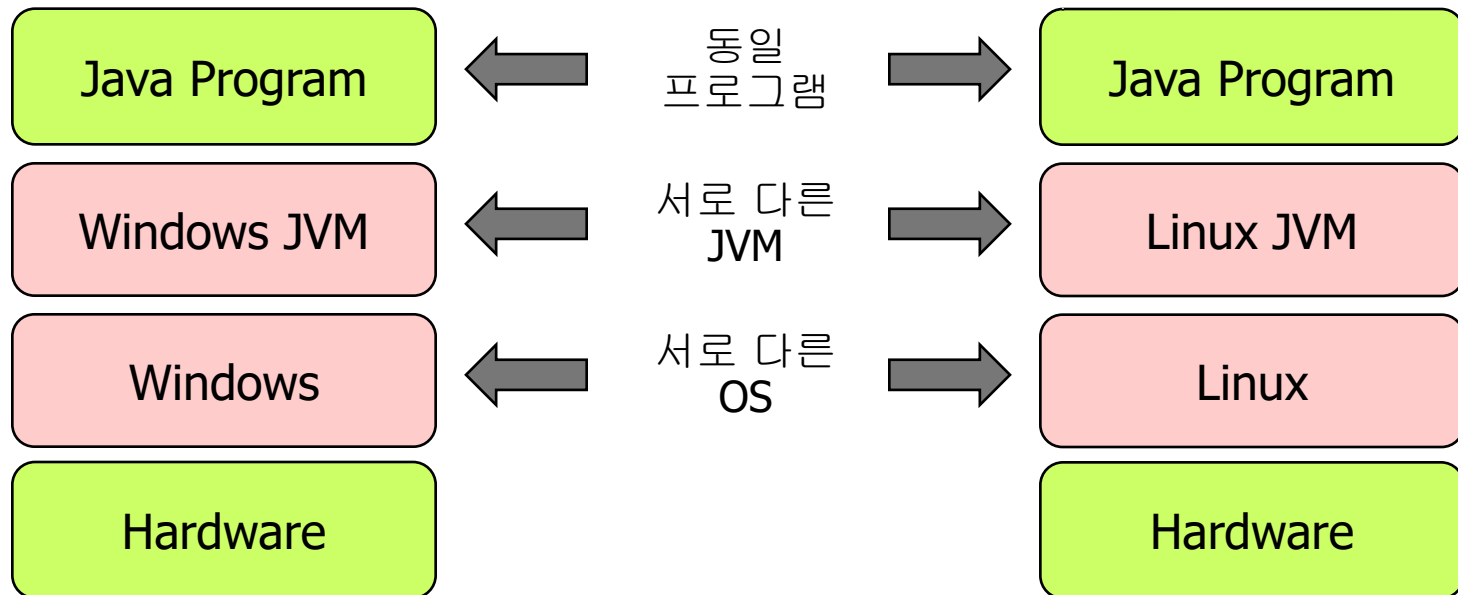 Java Program
동일
프로그램
Java Program
Windows JVM
서로 다른
JVM
Linux JVM
Windows
서로 다른
OS
Linux
Hardware
Hardware